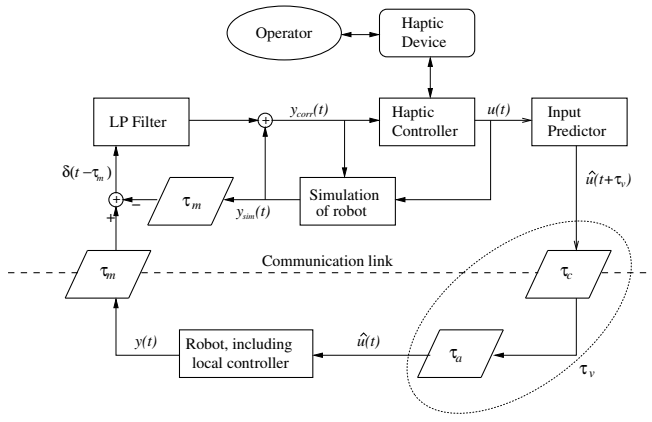 Operator
Haptic
Device
LP Filter
y_corr(t)
Haptic
Controller
u(t)
Input
Predictor
δ(t−τ_m)
τ_m
−
+
y_sim(t)
Simulation
of robot
û(t+τ_v)
Communication link
τ_m
τ_c
y(t)
Robot, including
local controller
û(t)
τ_a
τ_v